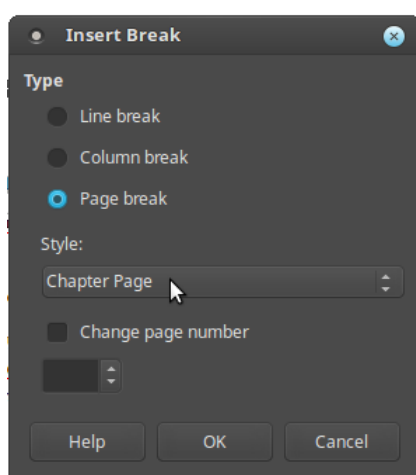 Insert Break
Type
Line break
Column break
Page break
Style:
Chapter Page
Change page number
Help OK Cancel